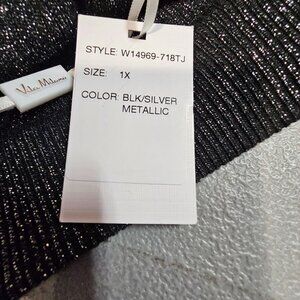 STYLE: W14969-718TJ
SIZE: 1X
COLOR: BLK/SILVER
METALLIC